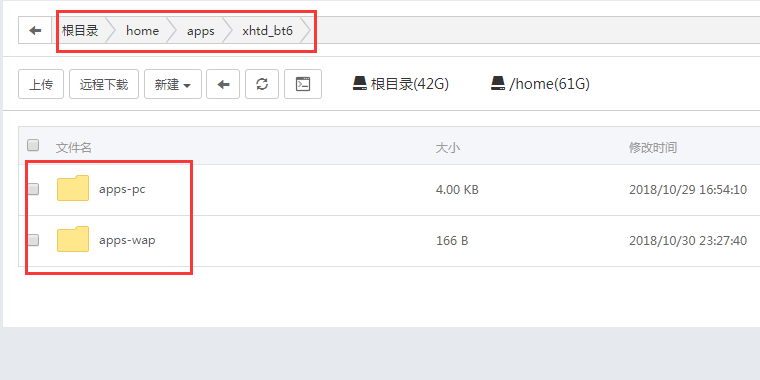 根目录 home apps xhtd_bt6
上传 远程下载 新建 根目录(42G) /home(61G)
文件名 大小 修改时间
apps-pc 4.00 KB 2018/10/29 16:54:10
apps-wap 166 B 2018/10/30 23:27:40